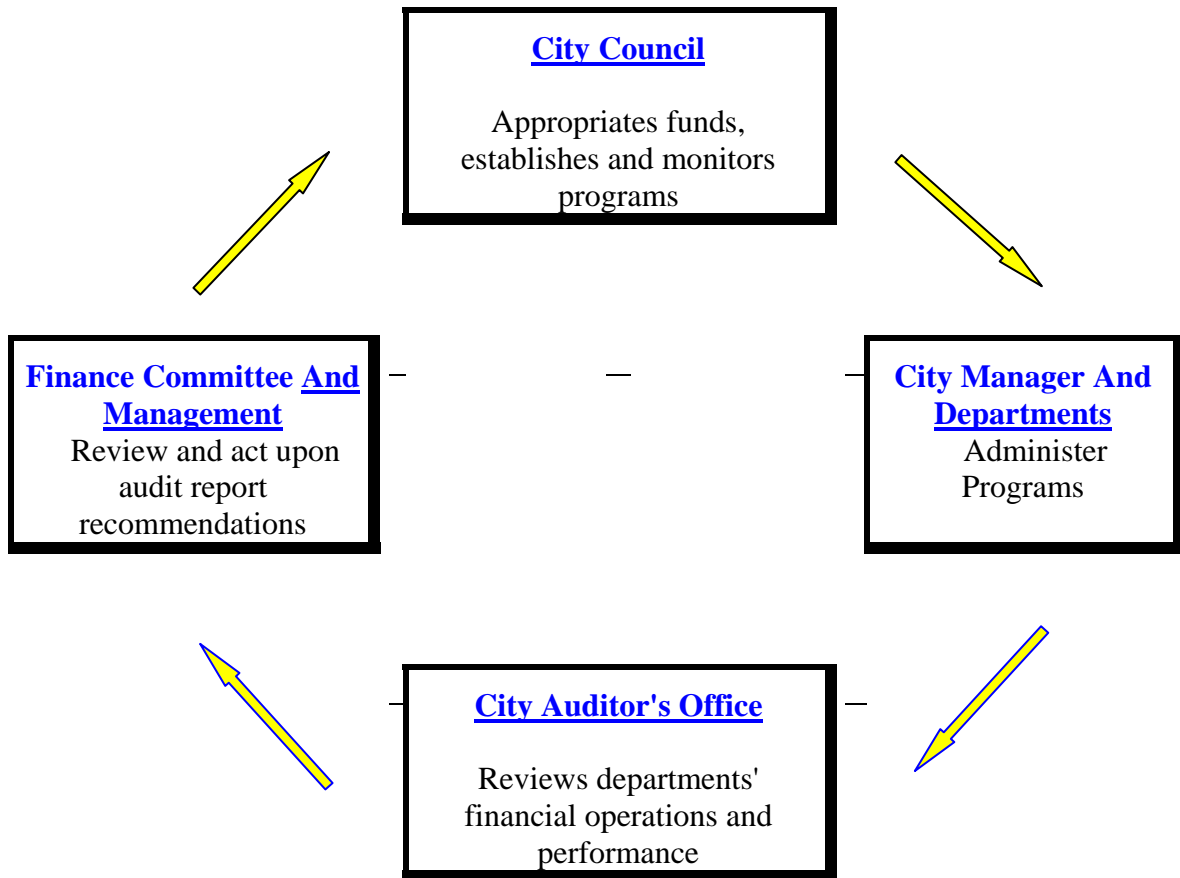 City Council
Appropriates funds,
establishes and monitors
programs
Finance Committee And
Management
Review and act upon
audit report
recommendations
City Manager And
Departments
Administer
Programs
City Auditor's Office
Reviews departments'
financial operations and
performance